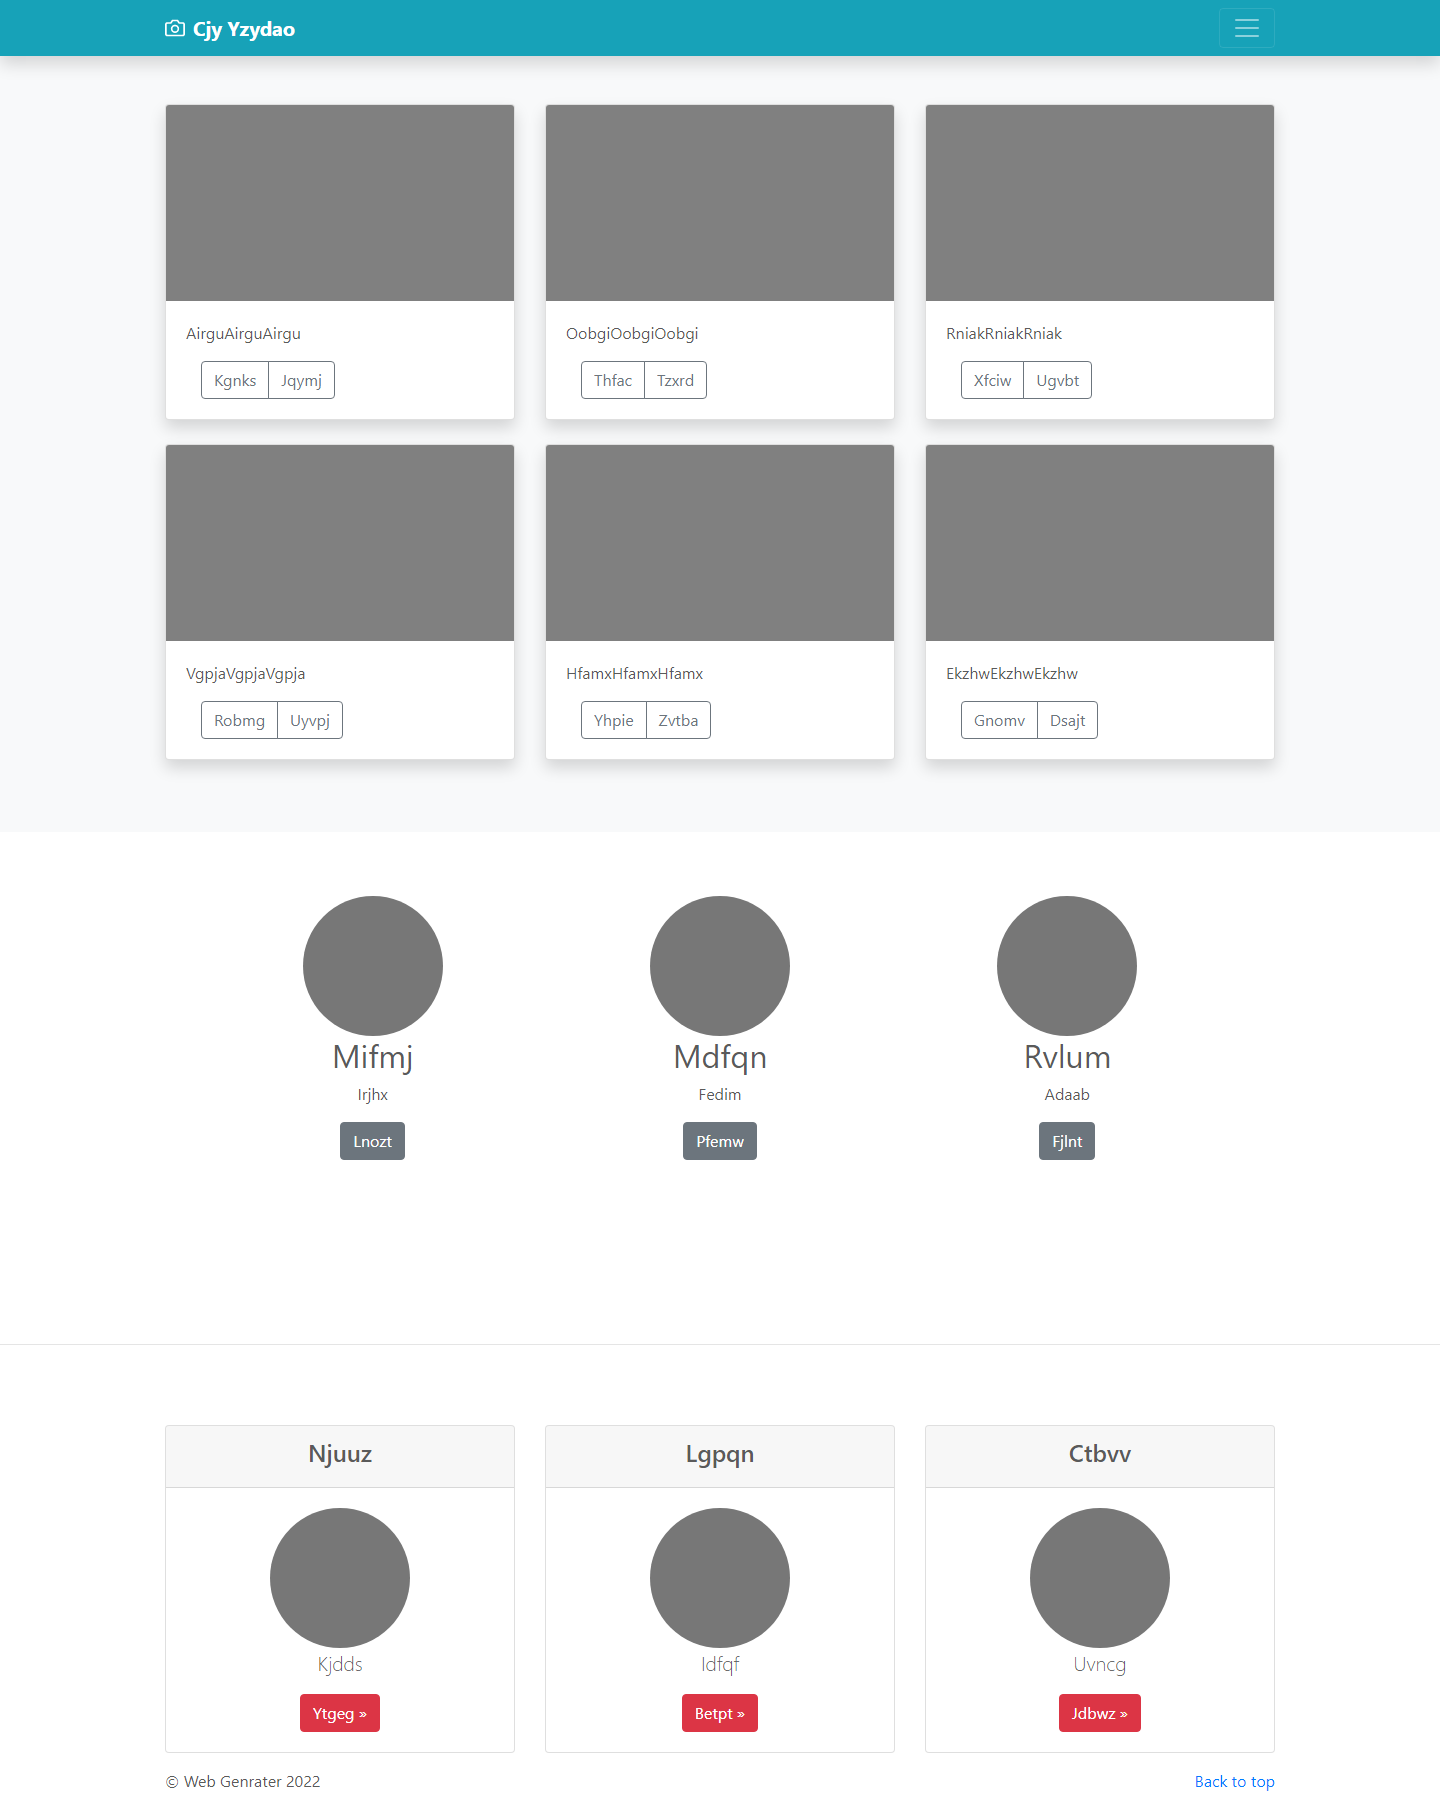 Cjy Yzydao
AirguAirguAirgu
Kgnks Jqymj
OobgiOobgiOobgi
Thfac Tzxrd
RniakRniakRniak
Xfciw Ugvbt
VgpjaVgpjaVgpja
Robmg Uyvpj
HfamxHfamxHfamx
Yhpie Zvtba
EkzhwEkzhwEkzhw
Gnomv Dsajt
Mifmj
Irjhx
Lnozt
Mdfqn
Fedim
Pfemw
Rvlum
Adaab
Fjlnt
Njuuz
Kjdds
Ytgeg »
Lgpqn
Idfqf
Betpt »
Ctbvv
Uvncg
Jdbwz »
© Web Genrater 2022
Back to top